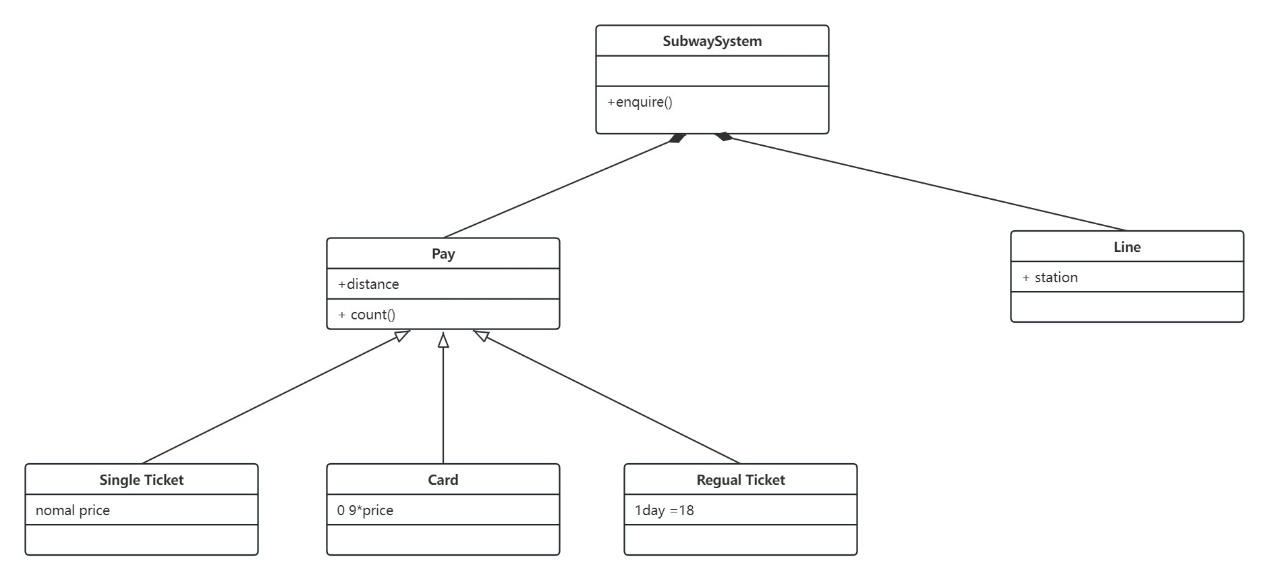 SubwaySystem
+enquire()
Pay
+distance
+ count()
Line
+ station
Single Ticket
nomal price
Card
0 9*price
Regual Ticket
1day =18